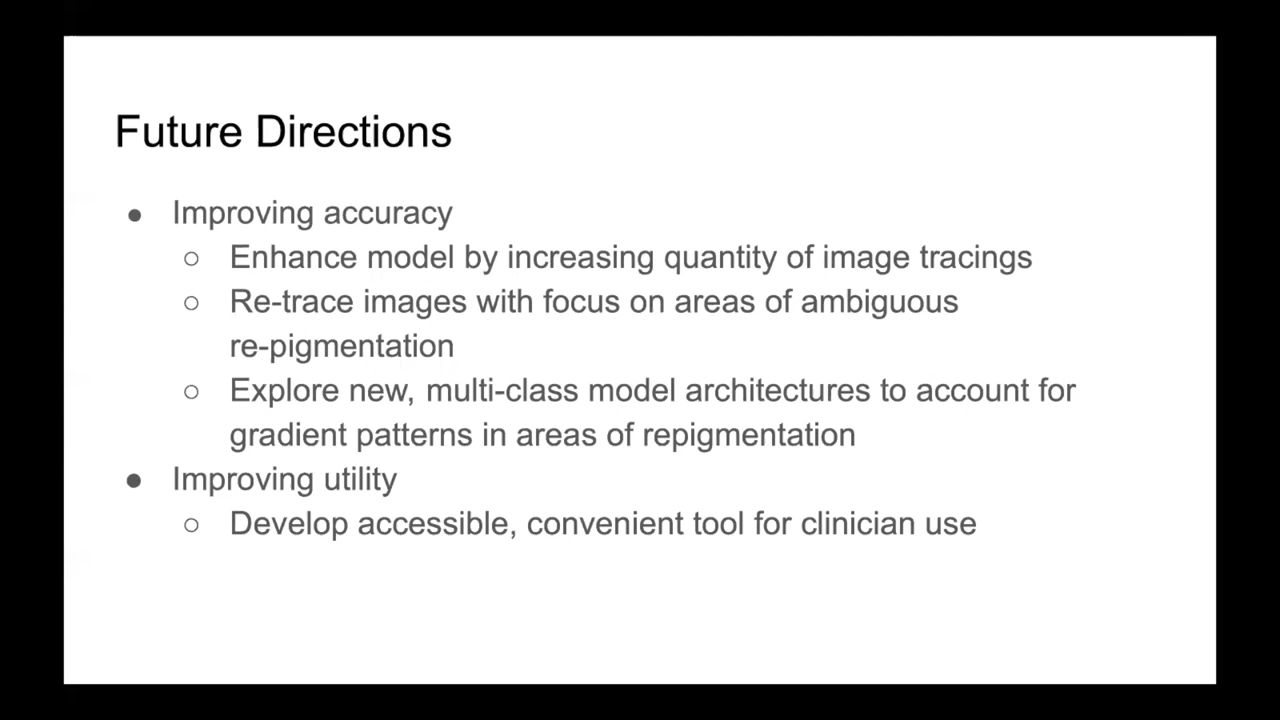 Future Directions
● Improving accuracy
○ Enhance model by increasing quantity of image tracings
○ Re-trace images with focus on areas of ambiguous
re-pigmentation
○ Explore new, multi-class model architectures to account for
gradient patterns in areas of repigmentation
● Improving utility
○ Develop accessible, convenient tool for clinician use